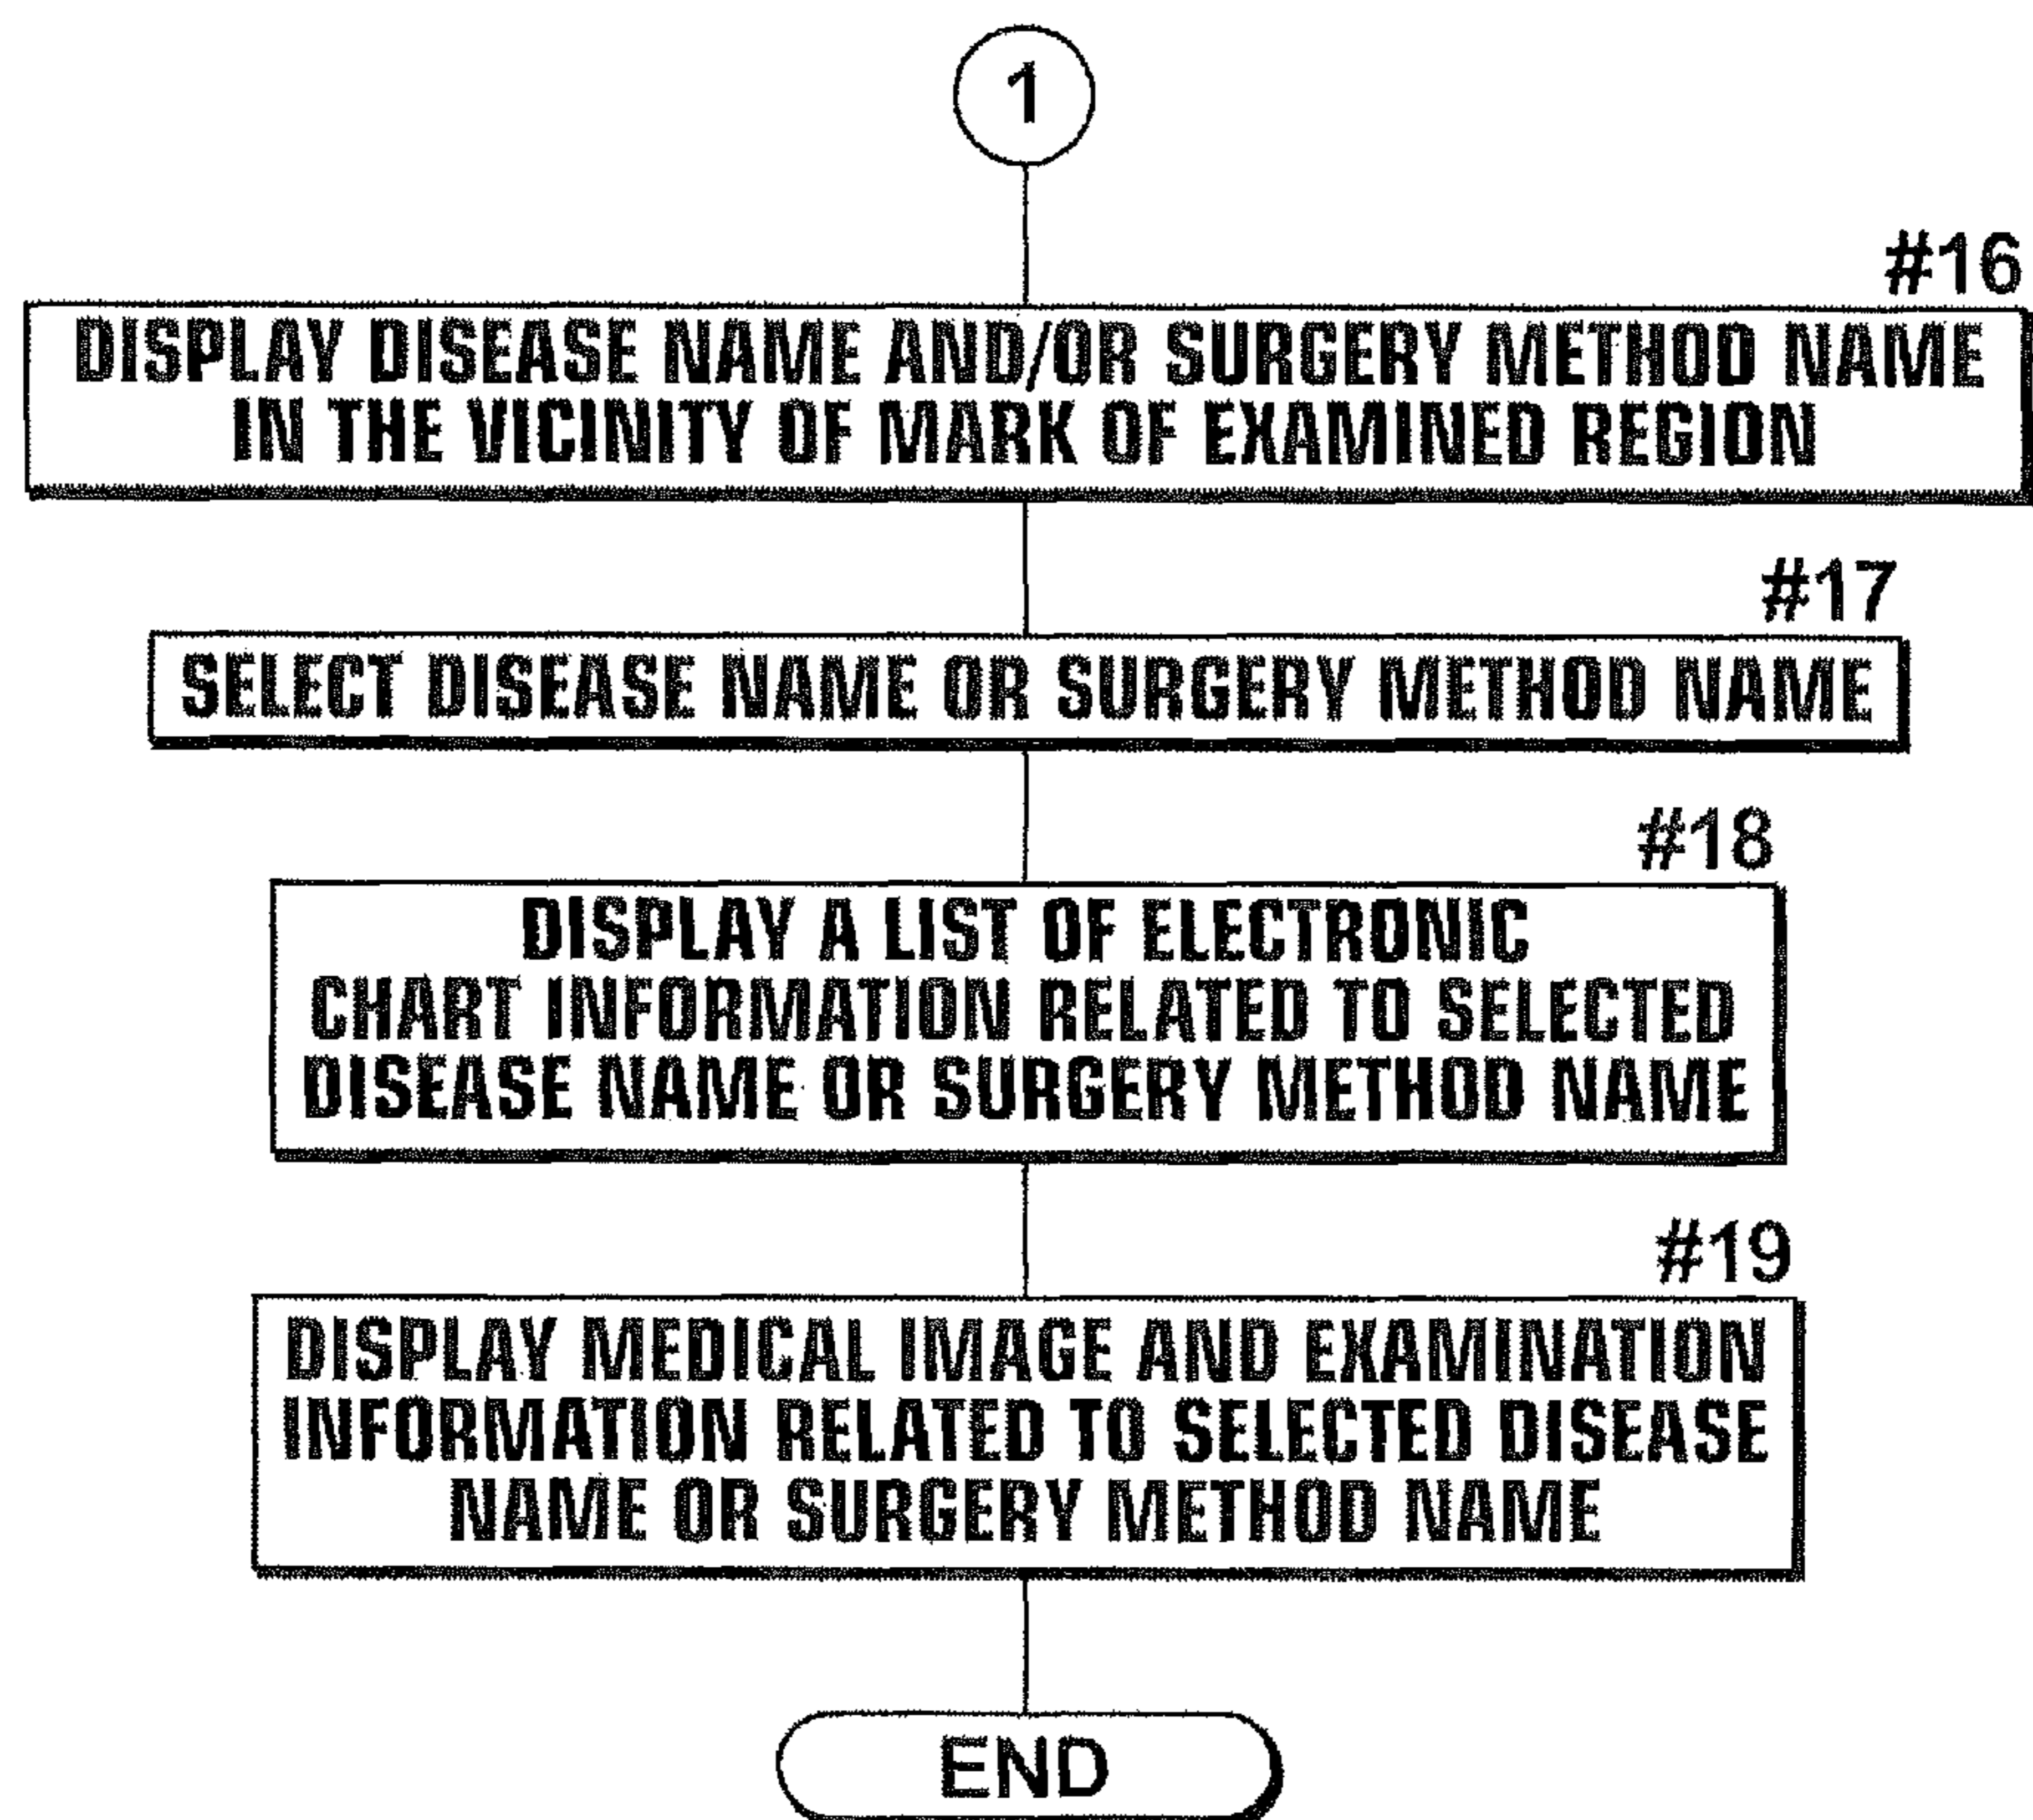 1
#16
DISPLAY DISEASE NAME AND/OR SURGERY METHOD NAME
IN THE VICINITY OF MARK OF EXAMINED REGION
#17
SELECT DISEASE NAME OR SURGERY METHOD NAME
#18
DISPLAY A LIST OF ELECTRONIC
CHART INFORMATION RELATED TO SELECTED
DISEASE NAME OR SURGERY METHOD NAME
#19
DISPLAY MEDICAL IMAGE AND EXAMINATION
INFORMATION RELATED TO SELECTED DISEASE
NAME OR SURGERY METHOD NAME
END